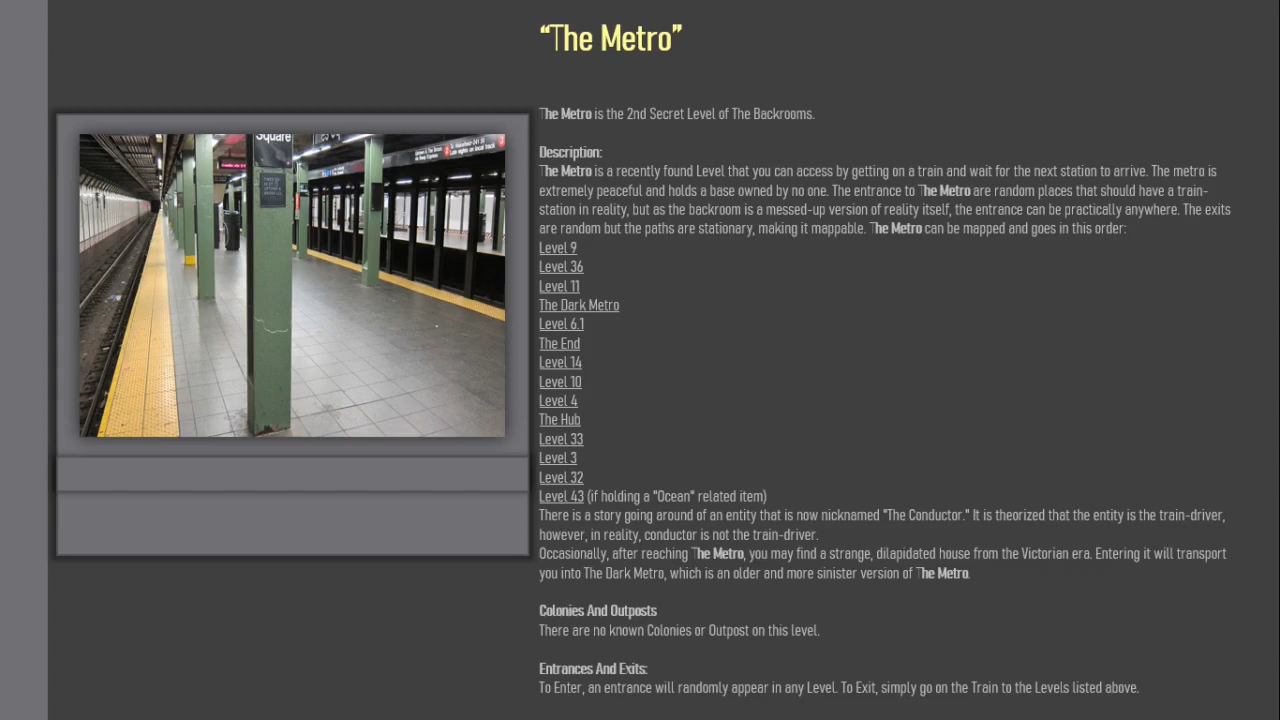 “The Metro”
The Metro is the 2nd Secret Level of The Backrooms.
Description:
The Metro is a recently found Level that you can access by getting on a train and wait for the next station to arrive. The metro is
extremely peaceful and holds a base owned by no one. The entrance to The Metro are random places that should have a train-
station in reality, but as the backroom is a messed-up version of reality itself, the entrance can be practically anywhere. The exits
are random but the paths are stationary, making it mappable. The Metro can be mapped and goes in this order:
Level 9
Level 36
Level 11
The Dark Metro
Level 6.1
The End
Level 14
Level 10
Level 4
The Hub
Level 33
Level 3
Level 32
Level 43 (if holding a "Ocean" related item)
There is a story going around of an entity that is now nicknamed "The Conductor." It is theorized that the entity is the train-driver,
however, in reality, conductor is not the train-driver.
Occasionally, after reaching The Metro, you may find a strange, dilapidated house from the Victorian era. Entering it will transport
you into The Dark Metro, which is an older and more sinister version of The Metro.
Colonies And Outposts
There are no known Colonies or Outpost on this level.
Entrances And Exits:
To Enter, an entrance will randomly appear in any Level. To Exit, simply go on the Train to the Levels listed above.
Square